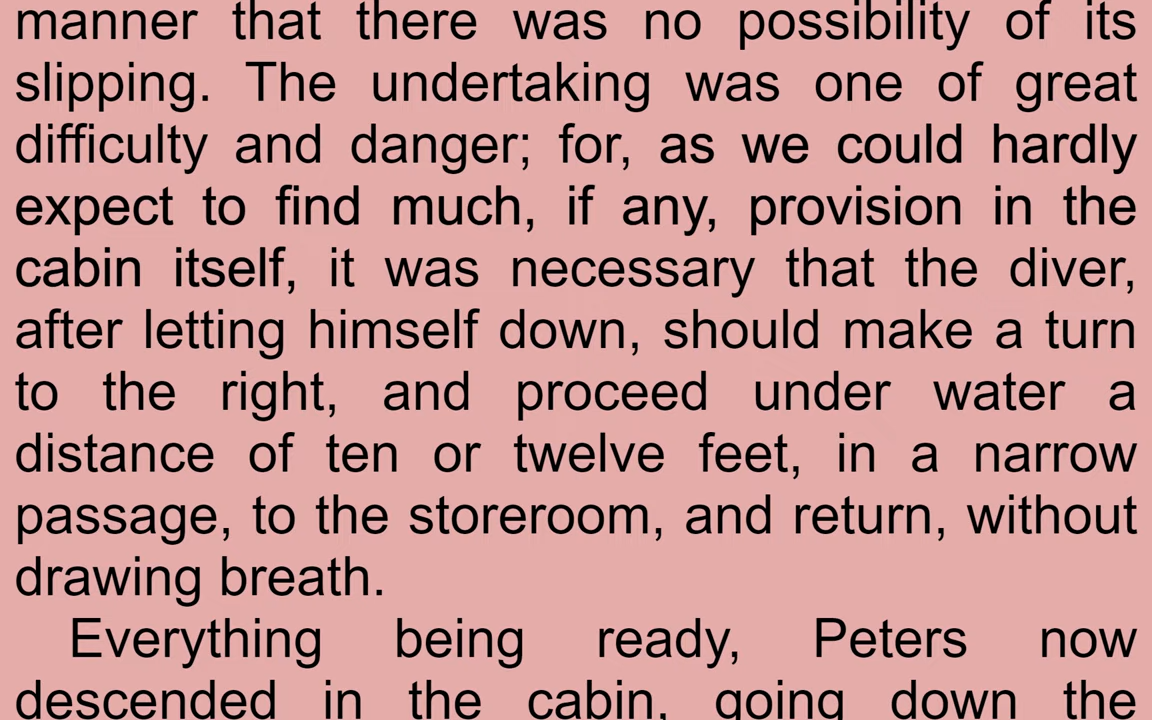 manner that there was no possibility of its
slipping. The undertaking was one of great
difficulty and danger; for, as we could hardly
expect to find much, if any, provision in the
cabin itself, it was necessary that the diver,
after letting himself down, should make a turn
to the right, and proceed under water a
distance of ten or twelve feet, in a narrow
passage, to the storeroom, and return, without
drawing breath.
Everything being ready, Peters now
descended in the cabin, going down the